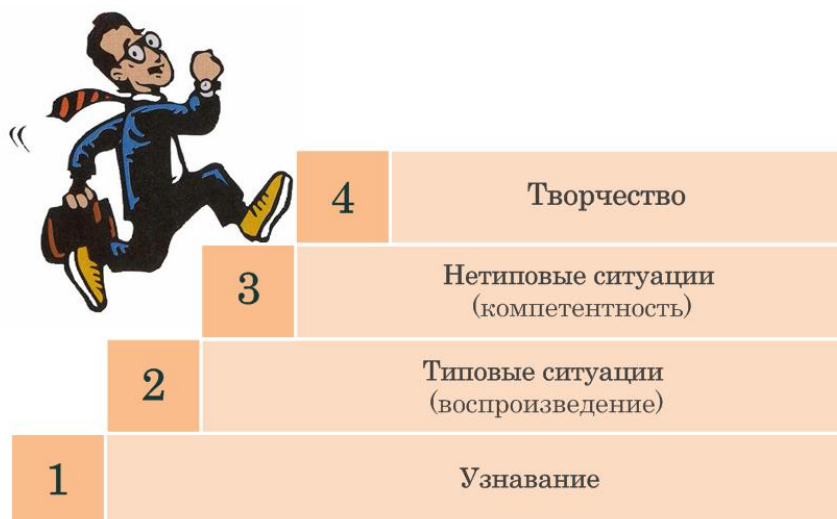 4 Творчество
3 Нетиповые ситуации
(компетентность)
2 Типовые ситуации
(воспроизведение)
1 Узнавание